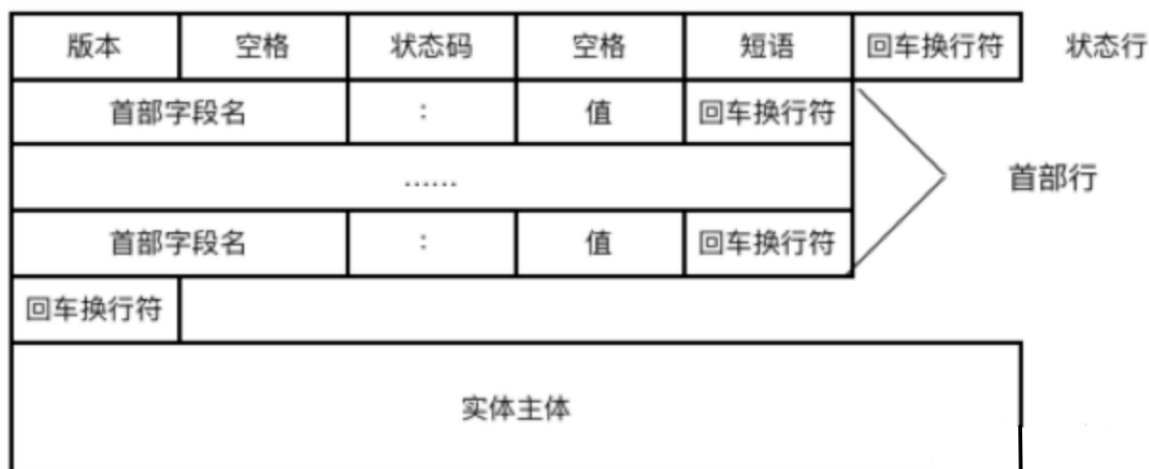 版本 空格 状态码 空格 短语 回车换行符 状态行
首部字段名 : 值 回车换行符
…… 首部行
首部字段名 : 值 回车换行符
回车换行符
实体主体